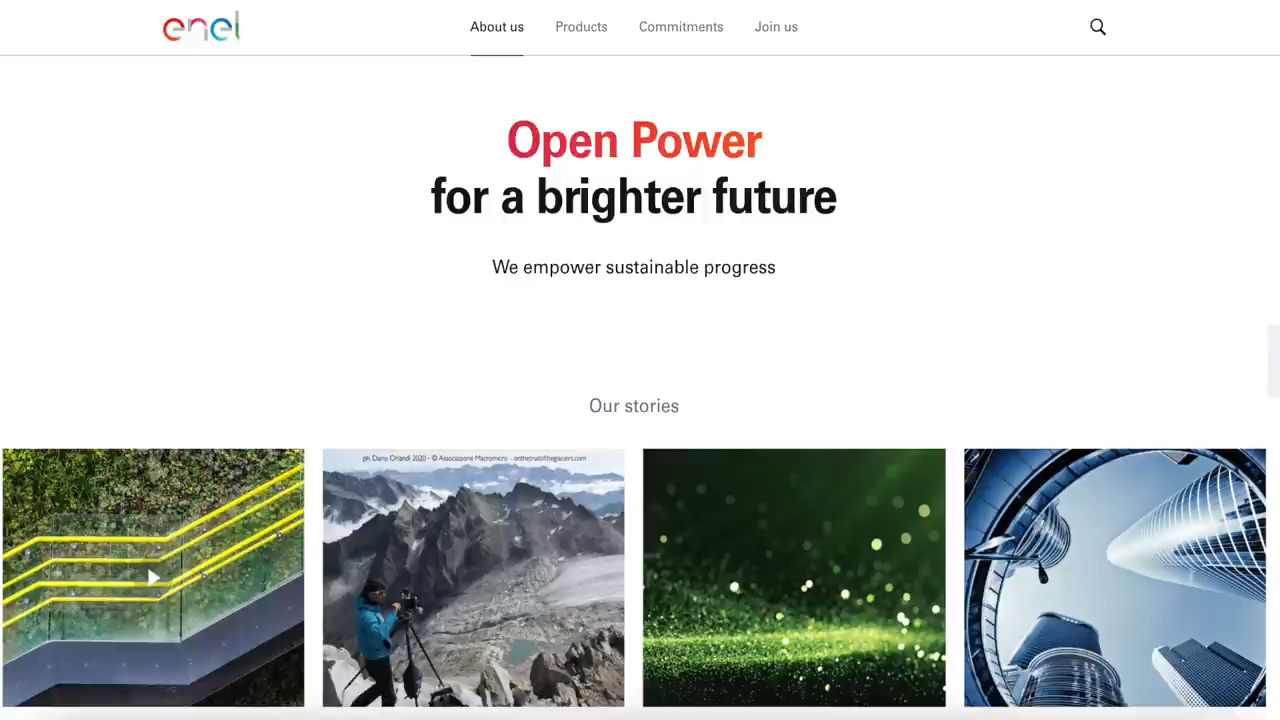 enel
About us
Products
Commitments
Join us
Open Power
for a brighter future
We empower sustainable progress
Our stories
ph. Dario Orlandi 2020 - © Associazione Macromicro - onthetrailoftheglaciers.com